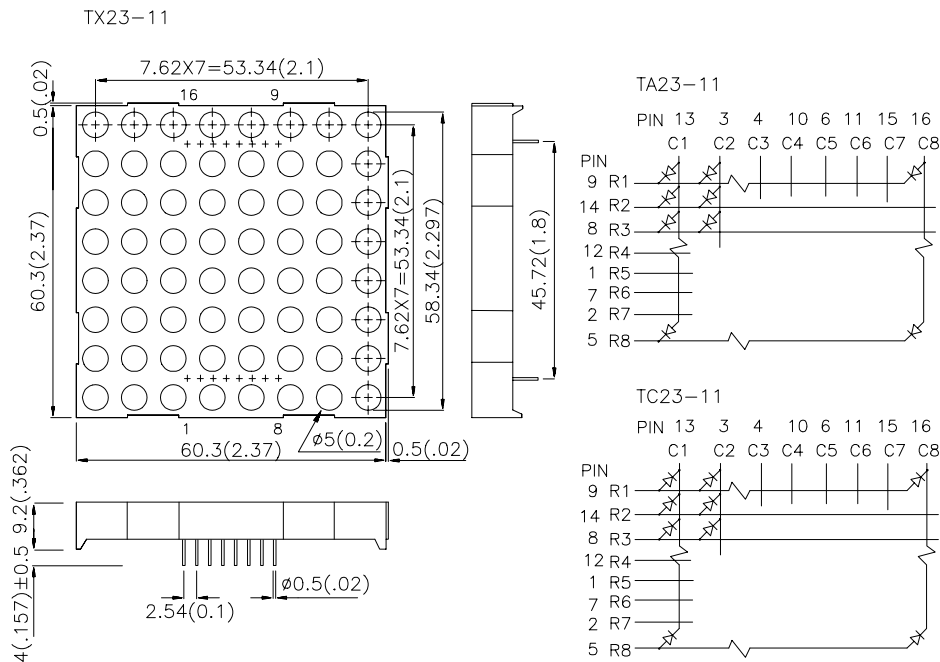 TX23-11
7.62X7=53.34(2.1)
16 9
0.5(.02)
60.3(2.37)
7.62X7=53.34(2.1)
58.34(2.297)
45.72(1.8)
1 8
ø5(0.2)
60.3(2.37)
0.5(.02)
9.2(.362)
4(.157)±0.5
ø0.5(.02)
2.54(0.1)
TA23-11
PIN 13 3 4 10 6 11 15 16
C1 C2 C3 C4 C5 C6 C7 C8
PIN
9 R1
14 R2
8 R3
12 R4
1 R5
7 R6
2 R7
5 R8
TC23-11
PIN 13 3 4 10 6 11 15 16
C1 C2 C3 C4 C5 C6 C7 C8
PIN
9 R1
14 R2
8 R3
12 R4
1 R5
7 R6
2 R7
5 R8